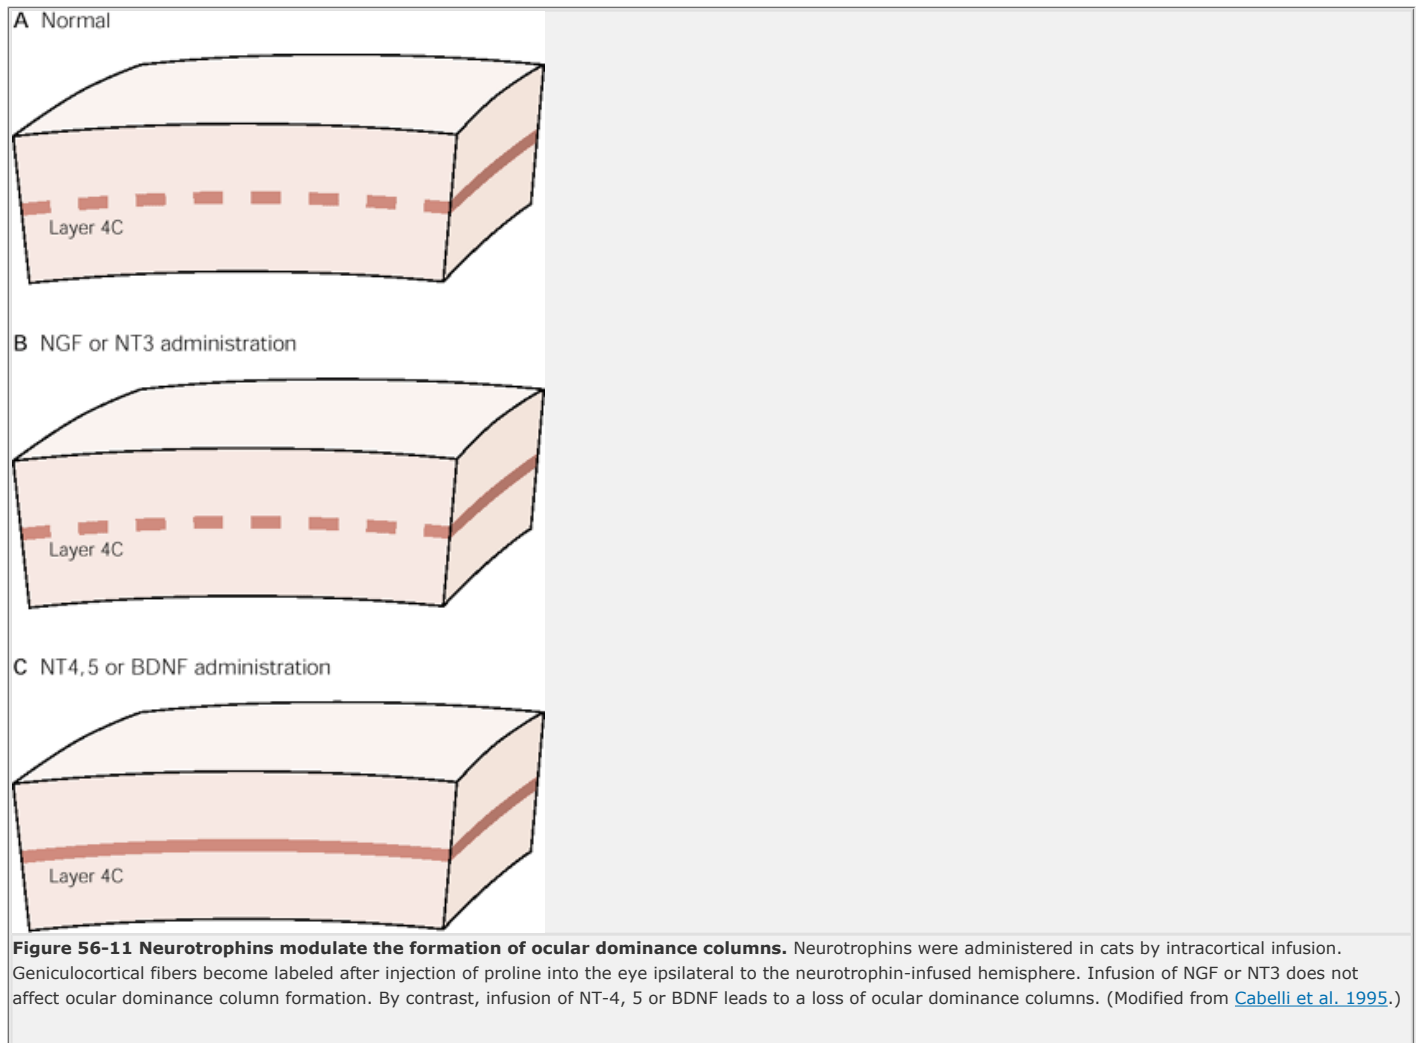 A Normal
Layer 4C
B NGF or NT3 administration
Layer 4C
C NT4,5 or BDNF administration
Layer 4C
Figure 56-11 Neurotrophins modulate the formation of ocular dominance columns. Neurotrophins were administered in cats by intracortical infusion.
Geniculocortical fibers become labeled after injection of proline into the eye ipsilateral to the neurotrophin-infused hemisphere. Infusion of NGF or NT3 does not
affect ocular dominance column formation. By contrast, infusion of NT-4, 5 or BDNF leads to a loss of ocular dominance columns. (Modified from Cabelli et al. 1995.)